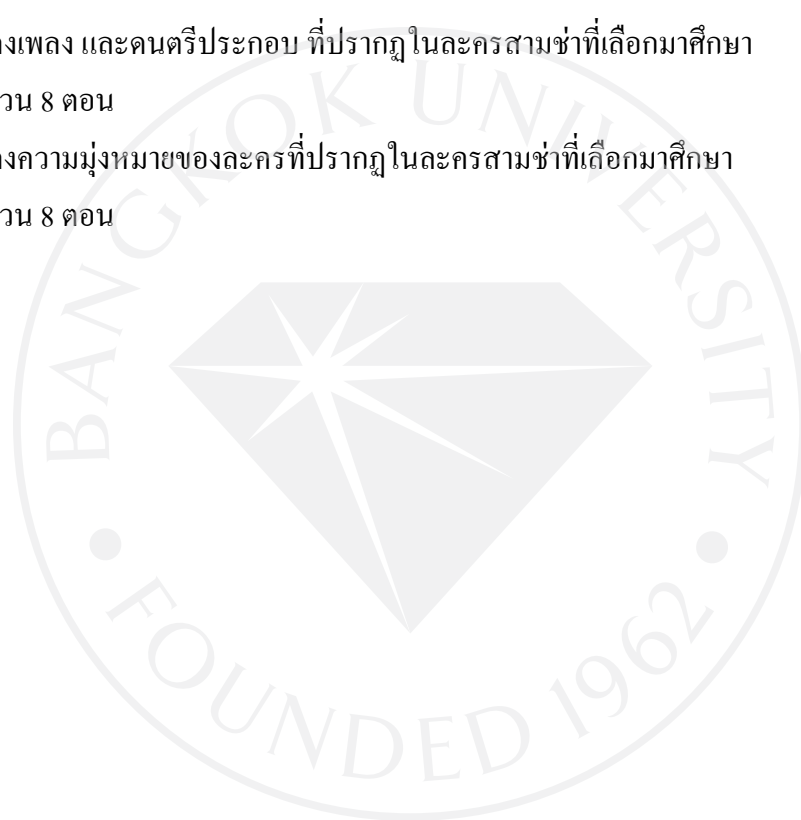 งเพลง และดนตรีประกอบ ที่ปรากฏในละครสามช่าที่เลือกมาศึกษา
วน 8 ตอน
งความมุ่งหมายของละครที่ปรากฏในละครสามช่าที่เลือกมาศึกษา
วน 8 ตอน
BANGKOK UNIVERSITY
FOUNDED 1962